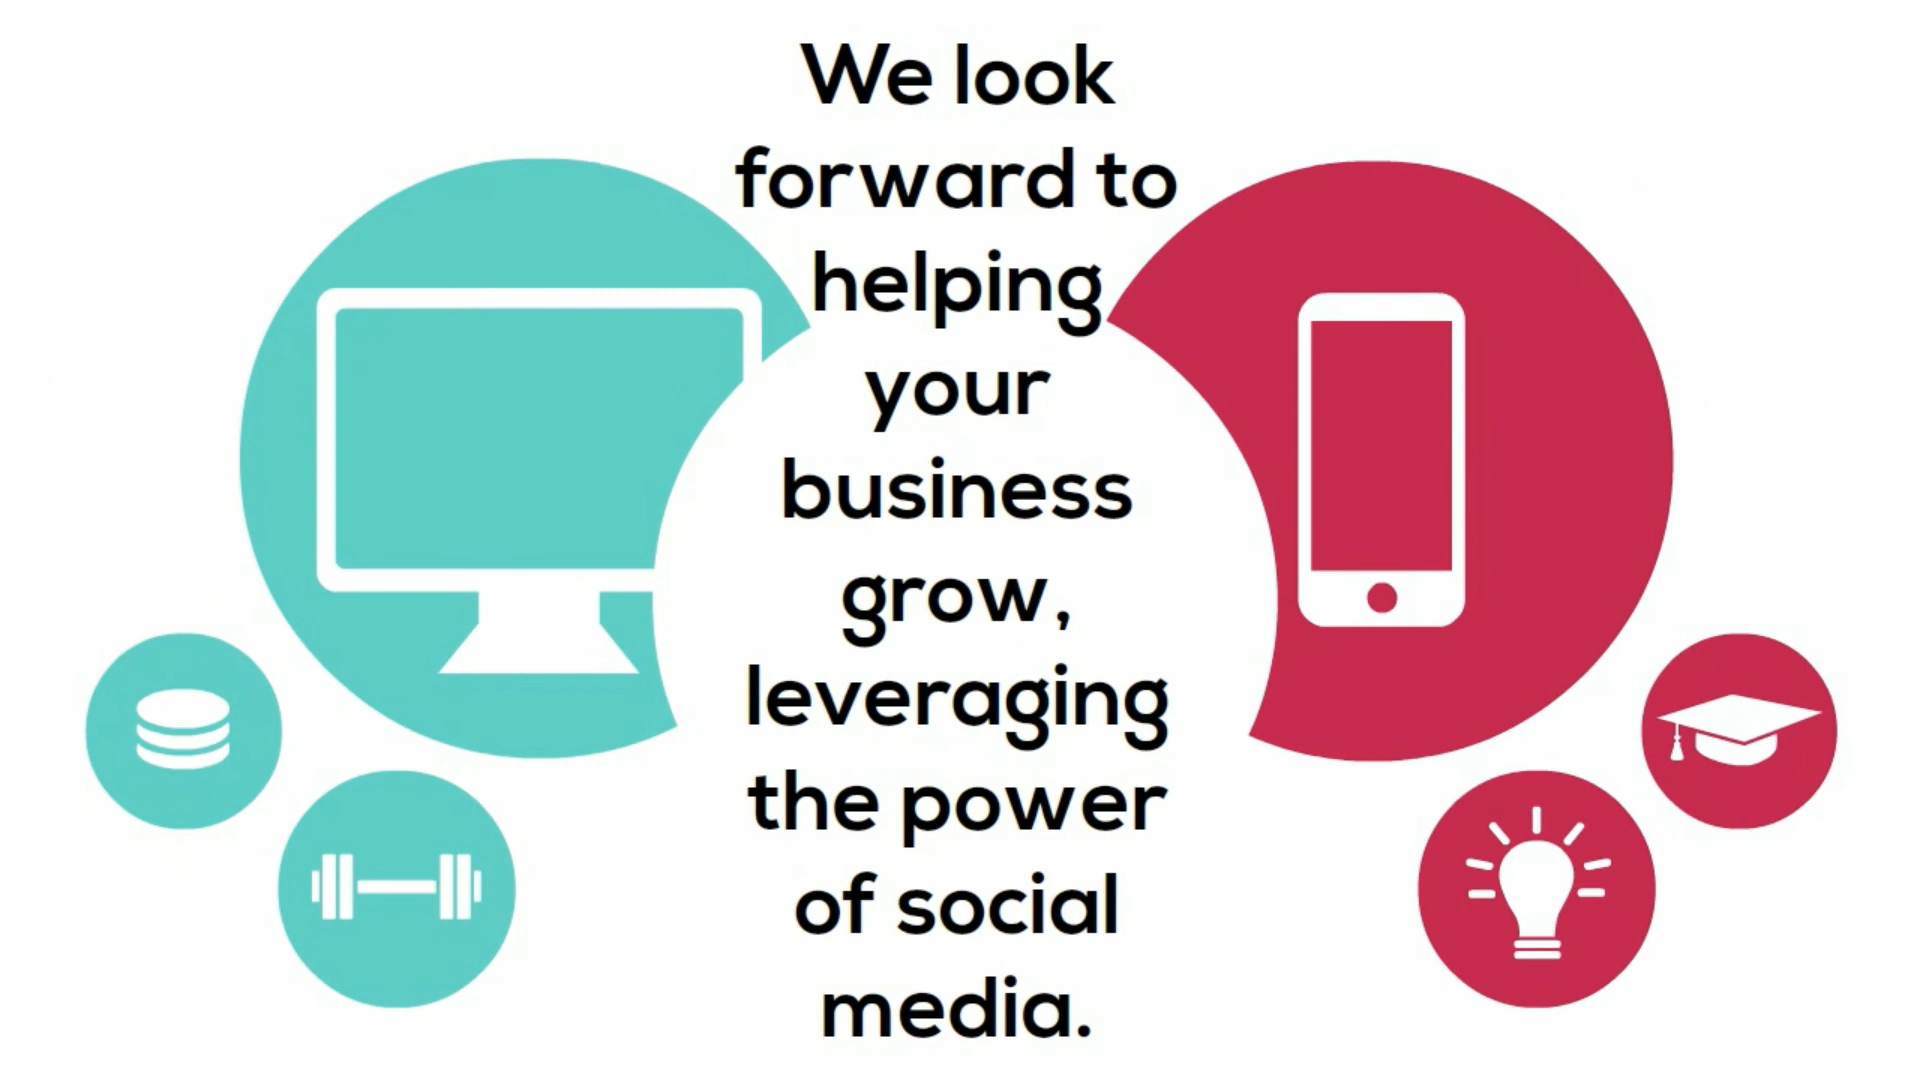 We look
forward to
helping
your
business
grow,
leveraging
the power
of social
media.